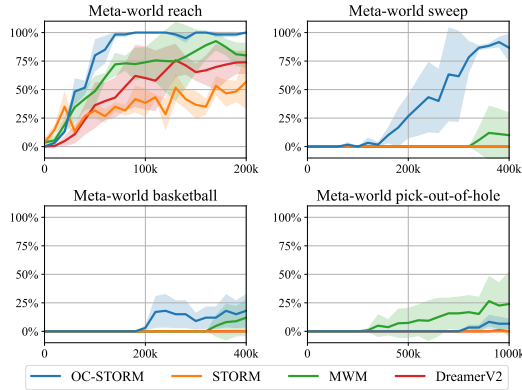 Meta-world reach
100%
75%
50%
25%
0%
0
100k
200k
Meta-world sweep
100%
75%
50%
25%
0%
0
200k
400k
Meta-world basketball
100%
75%
50%
25%
0%
0
200k
400k
Meta-world pick-out-of-hole
100%
75%
50%
25%
0%
0
500k
1000k
OC-STORM
STORM
MWM
DreamerV2